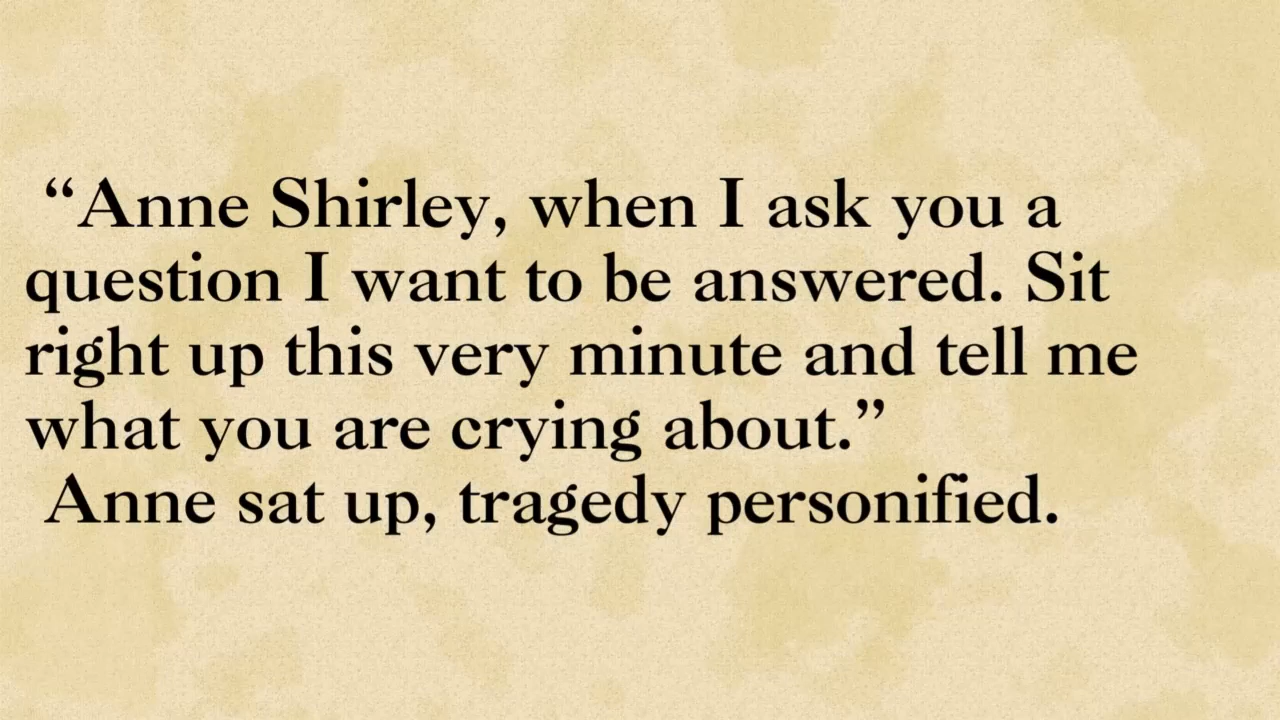 “Anne Shirley, when I ask you a
question I want to be answered. Sit
right up this very minute and tell me
what you are crying about.”
Anne sat up, tragedy personified.